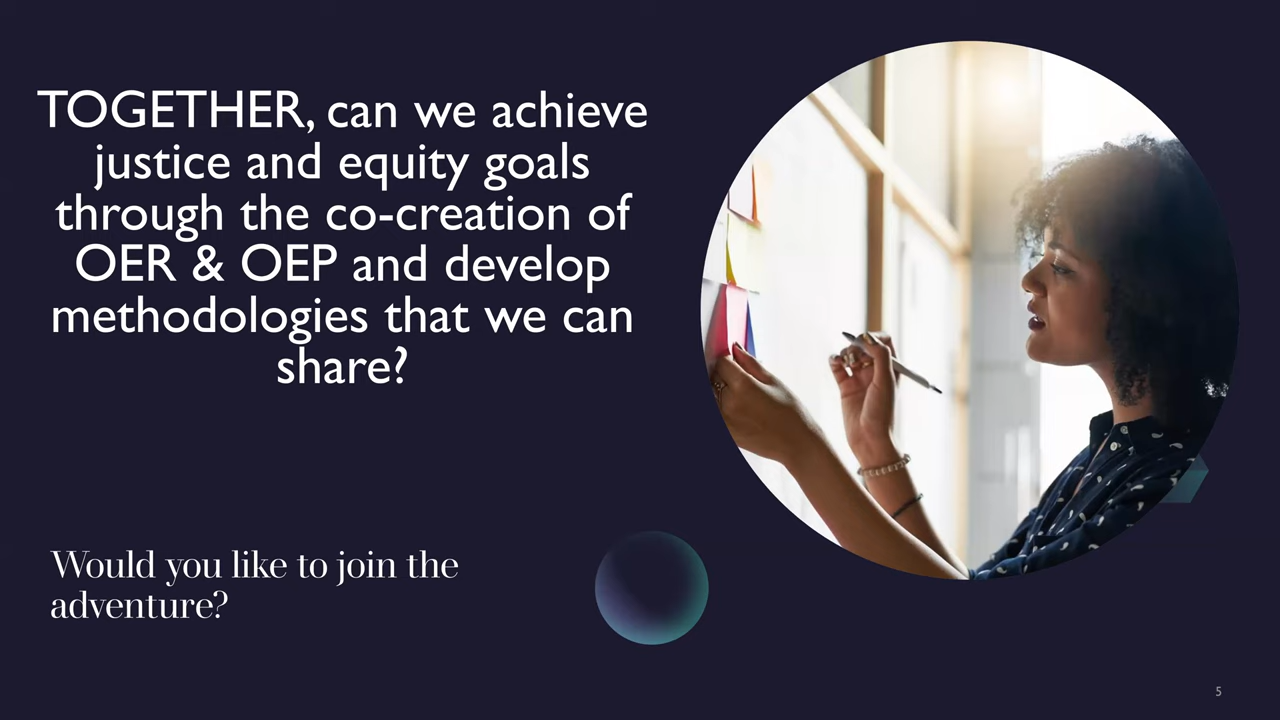 TOGETHER, can we achieve
justice and equity goals
through the co-creation of
OER & OEP and develop
methodologies that we can
share?
Would you like to join the
adventure?
5